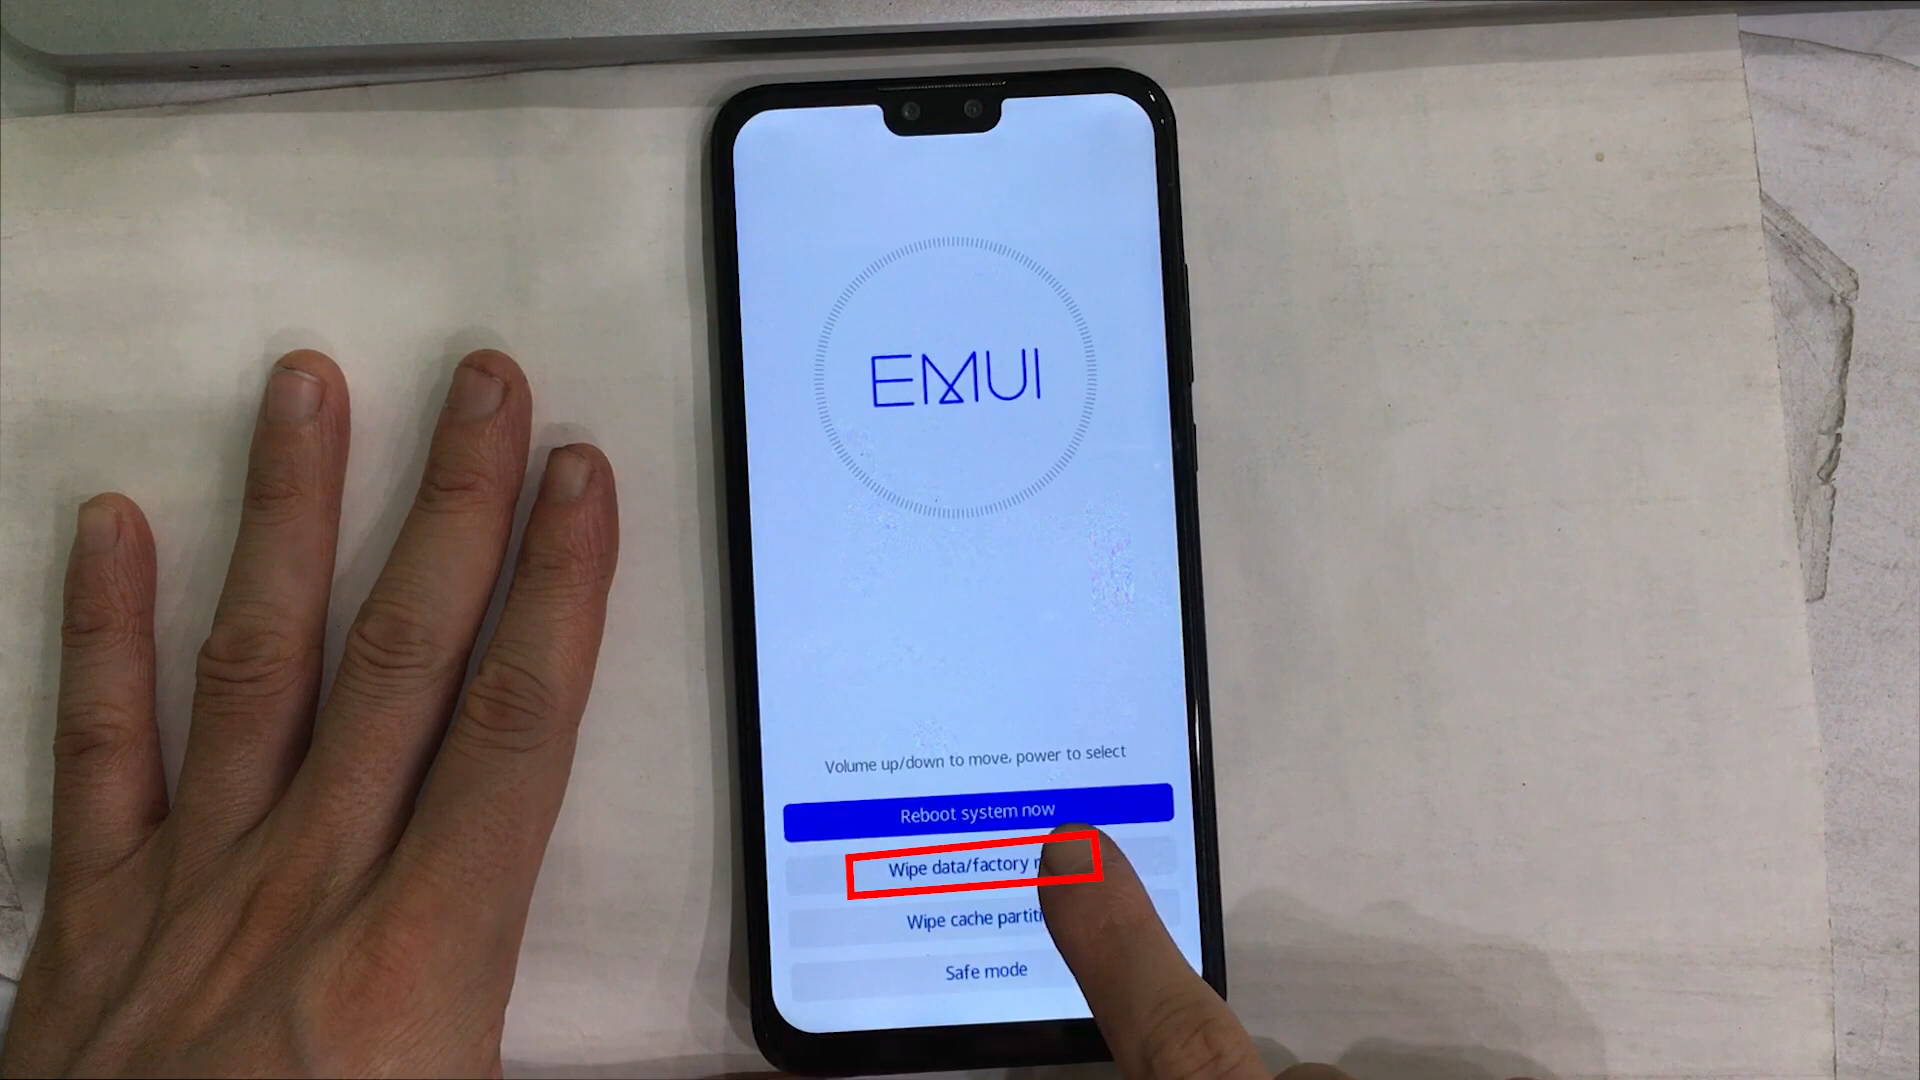 EMUI
Volume up/down to move, power to select
Reboot system now
Wipe data/factory
Wipe cache
Safe mode